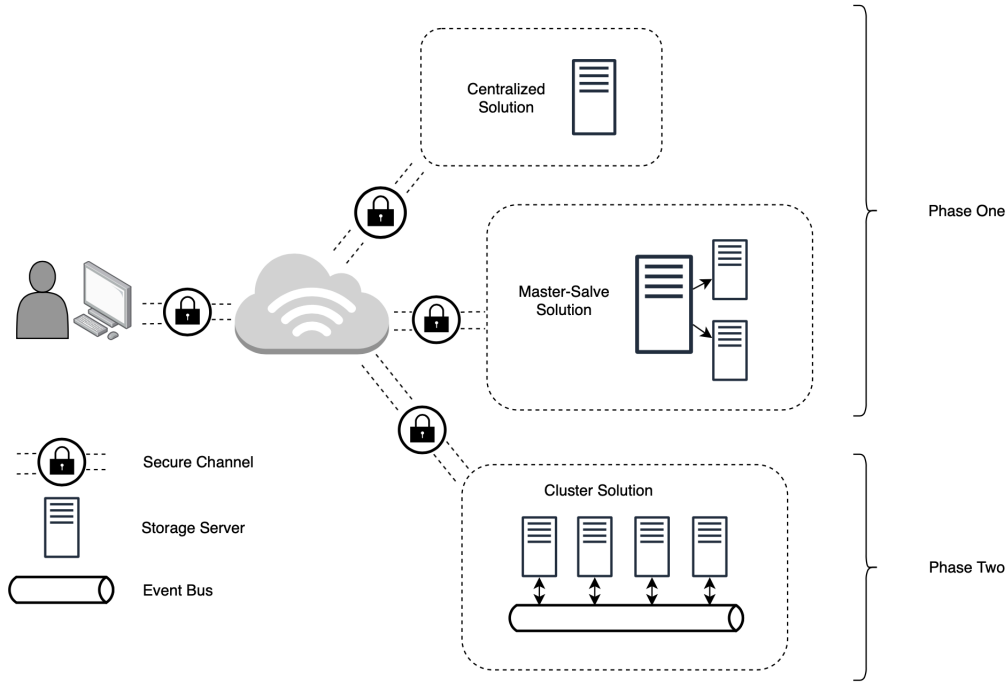 Centralized
Solution
Phase One
Master-Salve
Solution
Secure Channel
Storage Server
Event Bus
Cluster Solution
Phase Two